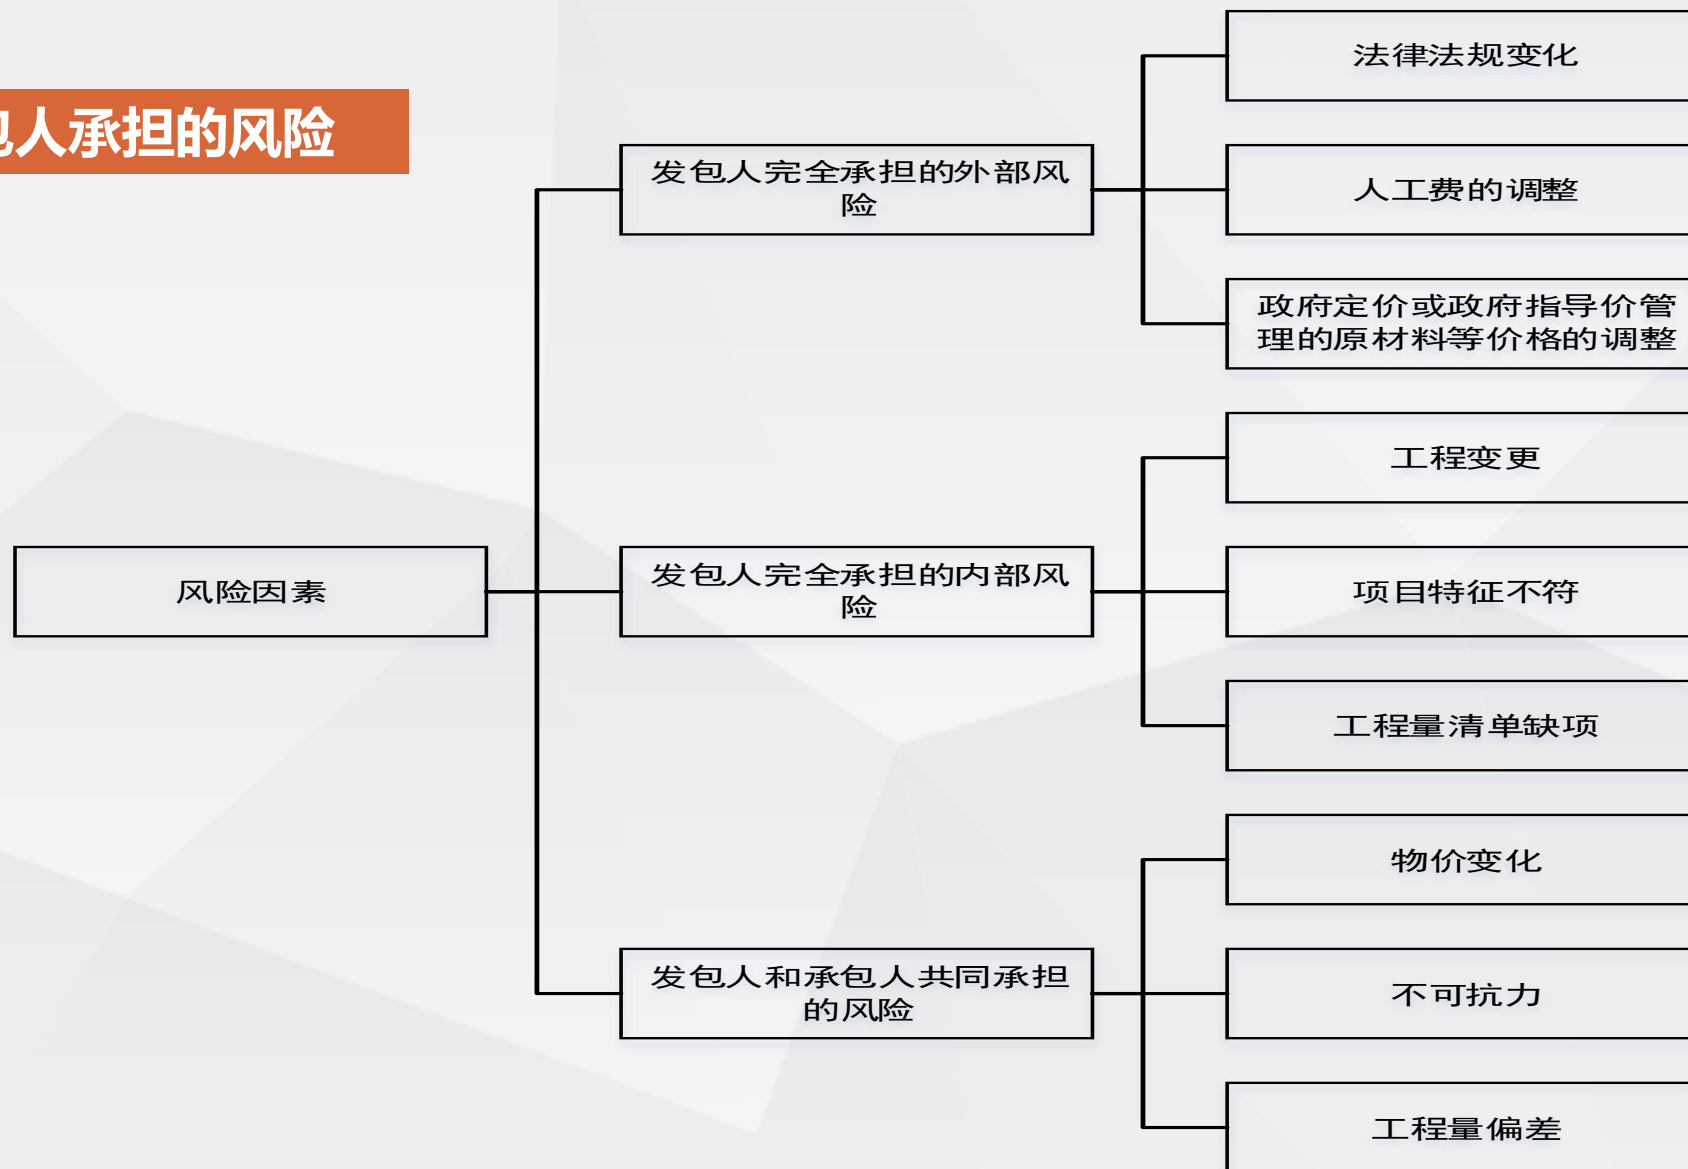 包人承担的风险
风险因素
发包人完全承担的外部风
险
法律法规变化
人工费的调整
政府定价或政府指导价管
理的原材料等价格的调整
发包人完全承担的内部风
险
工程变更
项目特征不符
工程量清单缺项
发包人和承包人共同承担
的风险
物价变化
不可抗力
工程量偏差